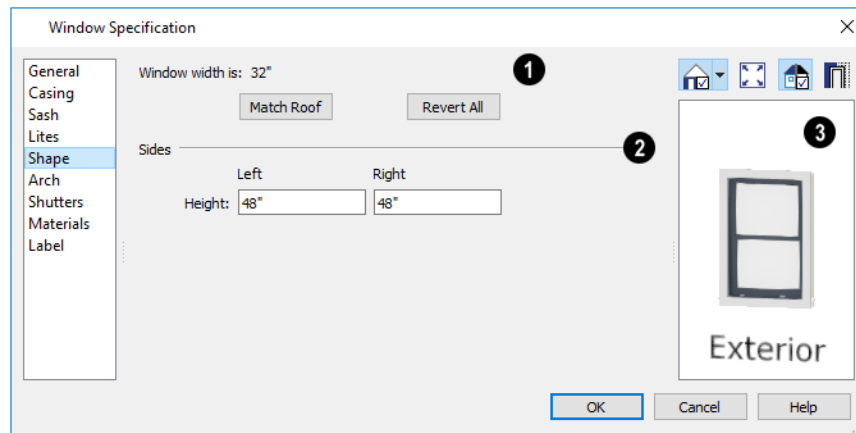 Window Specification
General
Casing
Sash
Lites
Shape
Arch
Shutters
Materials
Label
Window width is: 32"
1
Match Roof
Revert All
Sides
2
Left
Right
Height:
48"
48"
3
Exterior
OK
Cancel
Help